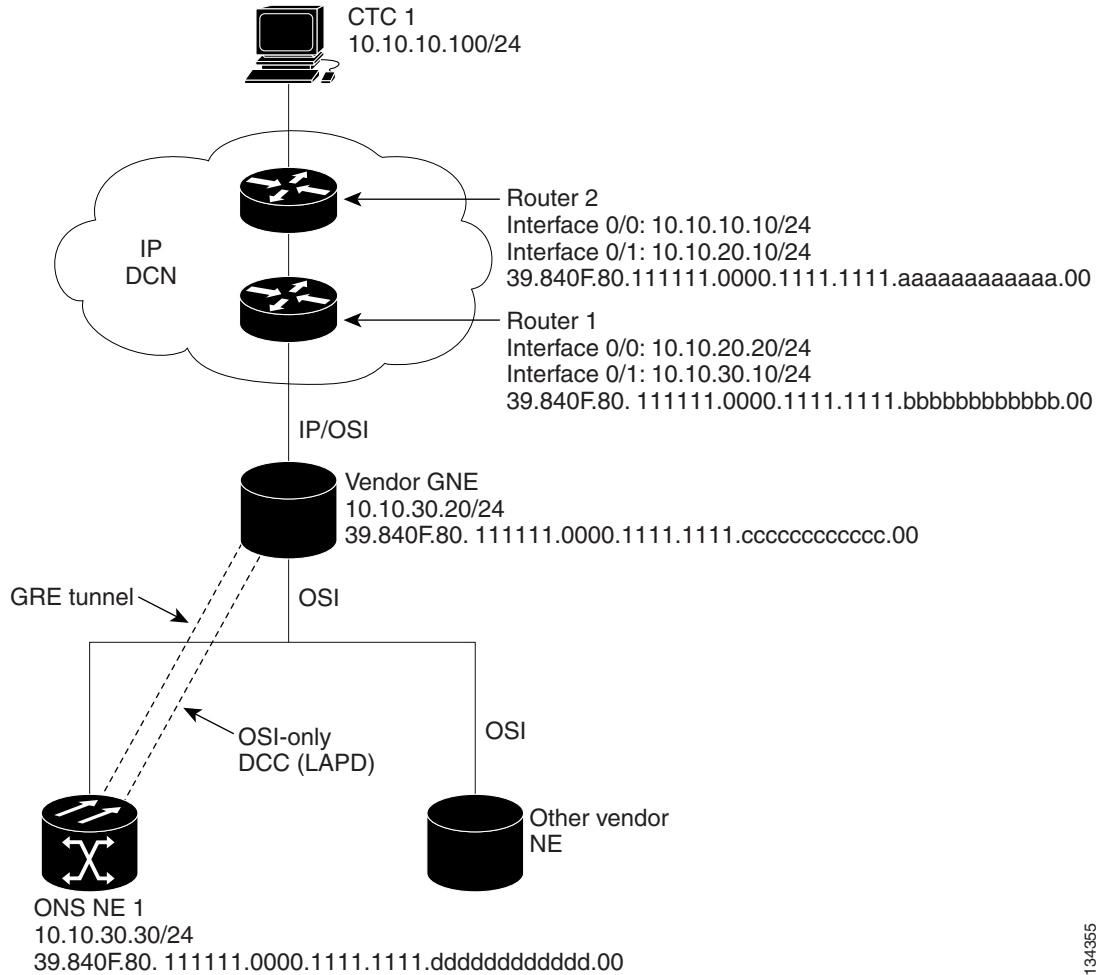 CTC 1
10.10.10.100/24
Router 2
Interface 0/0: 10.10.10.10/24
Interface 0/1: 10.10.20.10/24
39.840F.80.111111.0000.1111.1111.aaaaaaaaaaaa.00
IP
DCN
Router 1
Interface 0/0: 10.10.20.20/24
Interface 0/1: 10.10.30.10/24
39.840F.80. 111111.0000.1111.1111.bbbbbbbbbbbb.00
IP/OSI
Vendor GNE
10.10.30.20/24
39.840F.80. 111111.0000.1111.1111.cccccccccccc.00
GRE tunnel
OSI
OSI-only
DCC (LAPD)
OSI
Other vendor
NE
ONS NE 1
10.10.30.30/24
39.840F.80. 111111.0000.1111.1111.dddddddddddd.00
134355